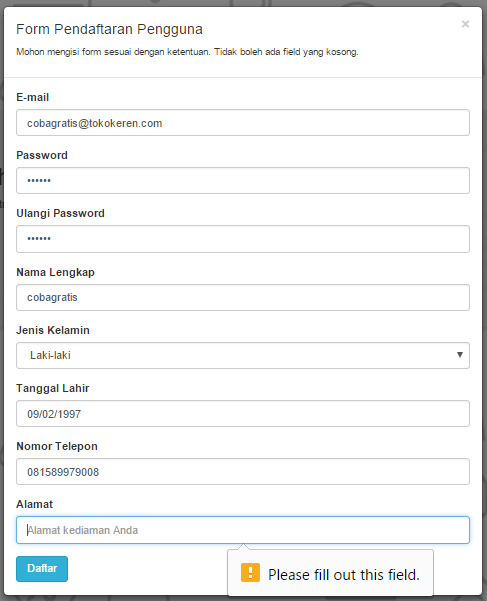 Form Pendaftaran Pengguna
×
Mohon mengisi form sesuai dengan ketentuan. Tidak boleh ada field yang kosong.
E-mail
cobagratis@tokokeren.com
Password
••••••
Ulangi Password
••••••
Nama Lengkap
cobagratis
Jenis Kelamin
Laki-laki
Tanggal Lahir
09/02/1997
Nomor Telepon
081589979008
Alamat
Alamat kediaman Anda
Daftar
Please fill out this field.